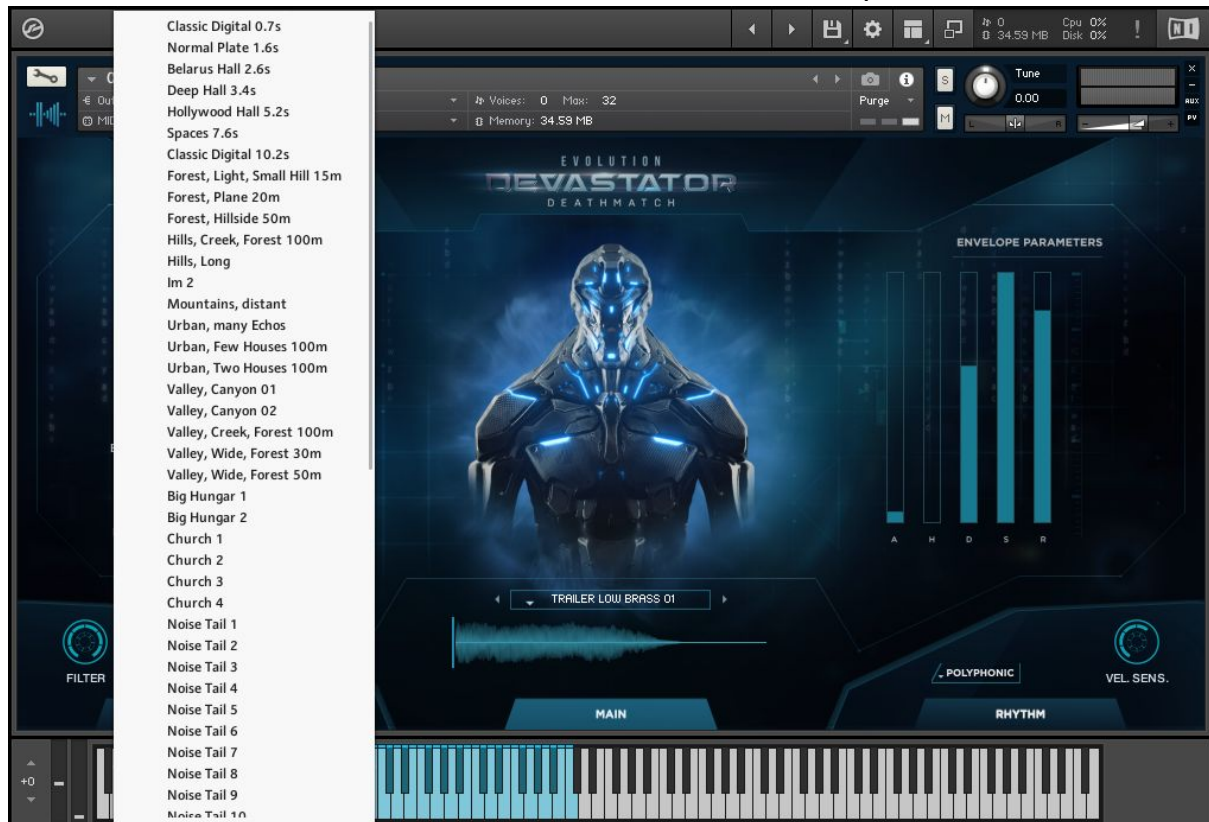 Classic Digital 0.7s
Normal Plate 1.6s
Belarus Hall 2.6s
Deep Hall 3.4s
Hollywood Hall 5.2s
Spaces 7.6s
Classic Digital 10.2s
Forest, Light, Small Hill 15m
Forest, Plane 20m
Forest, Hillside 50m
Hills, Creek, Forest 100m
Hills, Long
Im 2
Mountains, distant
Urban, many Echos
Urban, Few Houses 100m
Urban, Two Houses 100m
Valley, Canyon 01
Valley, Canyon 02
Valley, Creek, Forest 100m
Valley, Wide, Forest 30m
Valley, Wide, Forest 50m
Big Hungar 1
Big Hungar 2
Church 1
Church 2
Church 3
Church 4
Noise Tail 1
Noise Tail 2
Noise Tail 3
Noise Tail 4
Noise Tail 5
Noise Tail 6
Noise Tail 7
Noise Tail 8
Noise Tail 9
Noise Tail 10
0 Cpu 0%
34.59 MB Disk 0%
!
NI
Out
Voices: 0 Max: 32
Memory: 34.59 MB
Purge
S
M
Tune
0.00
L R
- +
×
-
AUX
PV
EVOLUTION
DEVASTATOR
DEATHMATCH
ENVELOPE PARAMETERS
A H D S R
TRAILER LOW BRASS 01
FILTER
POLYPHONIC
VEL. SENS.
MAIN
RHYTHM
+0